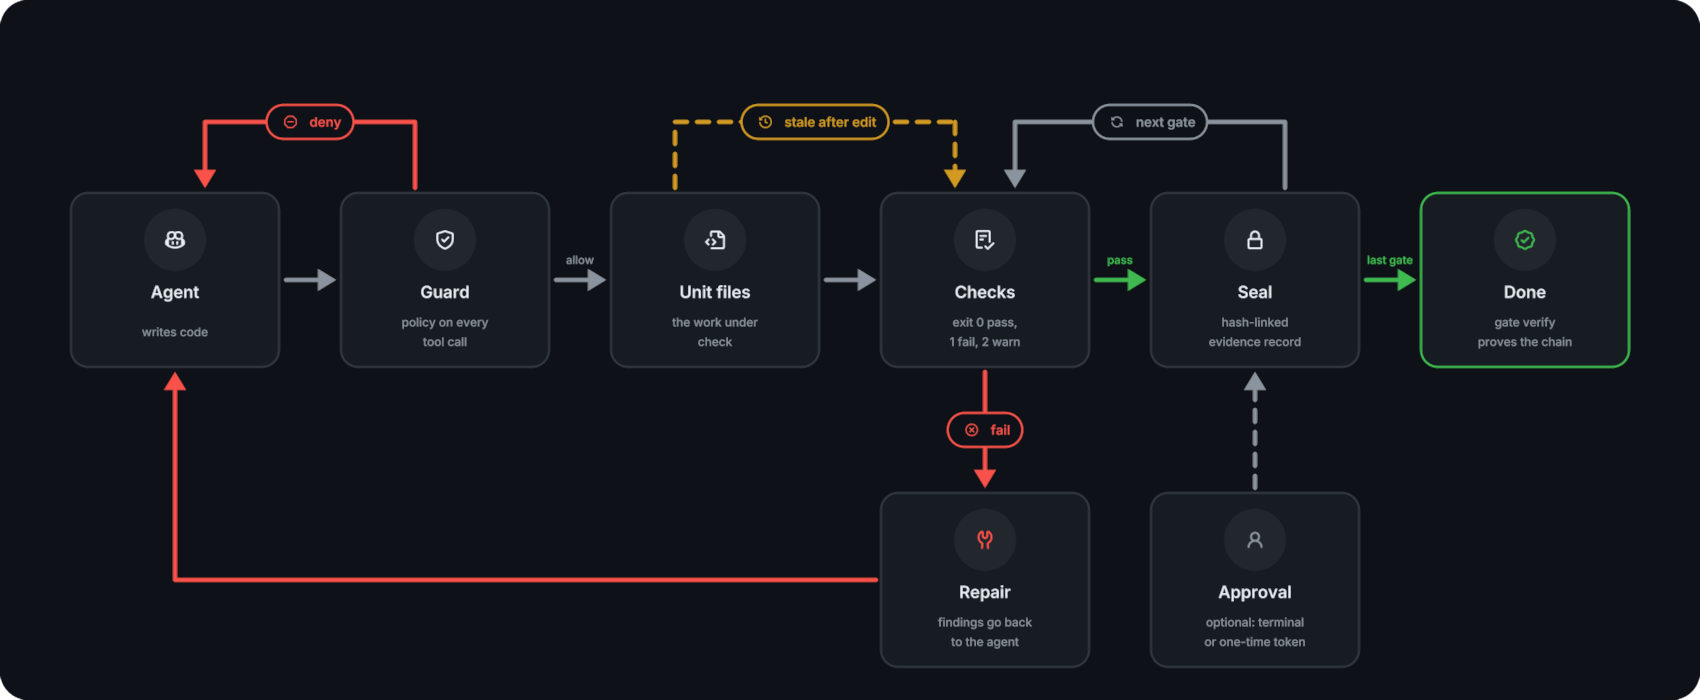 deny
stale after edit
next gate
Agent
writes code
Guard
policy on every
tool call
allow
Unit files
the work under
check
Checks
exit 0 pass,
1 fail, 2 warn
pass
Seal
hash-linked
evidence record
last gate
Done
gate verify
proves the chain
fail
Repair
findings go back
to the agent
Approval
optional: terminal
or one-time token